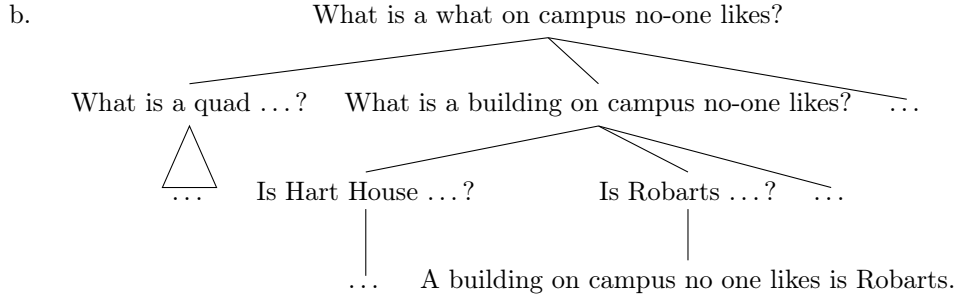 b. What is a what on campus no-one likes?
What is a quad …? What is a building on campus no-one likes? …
… Is Hart House …? Is Robarts …? …
… A building on campus no one likes is Robarts.